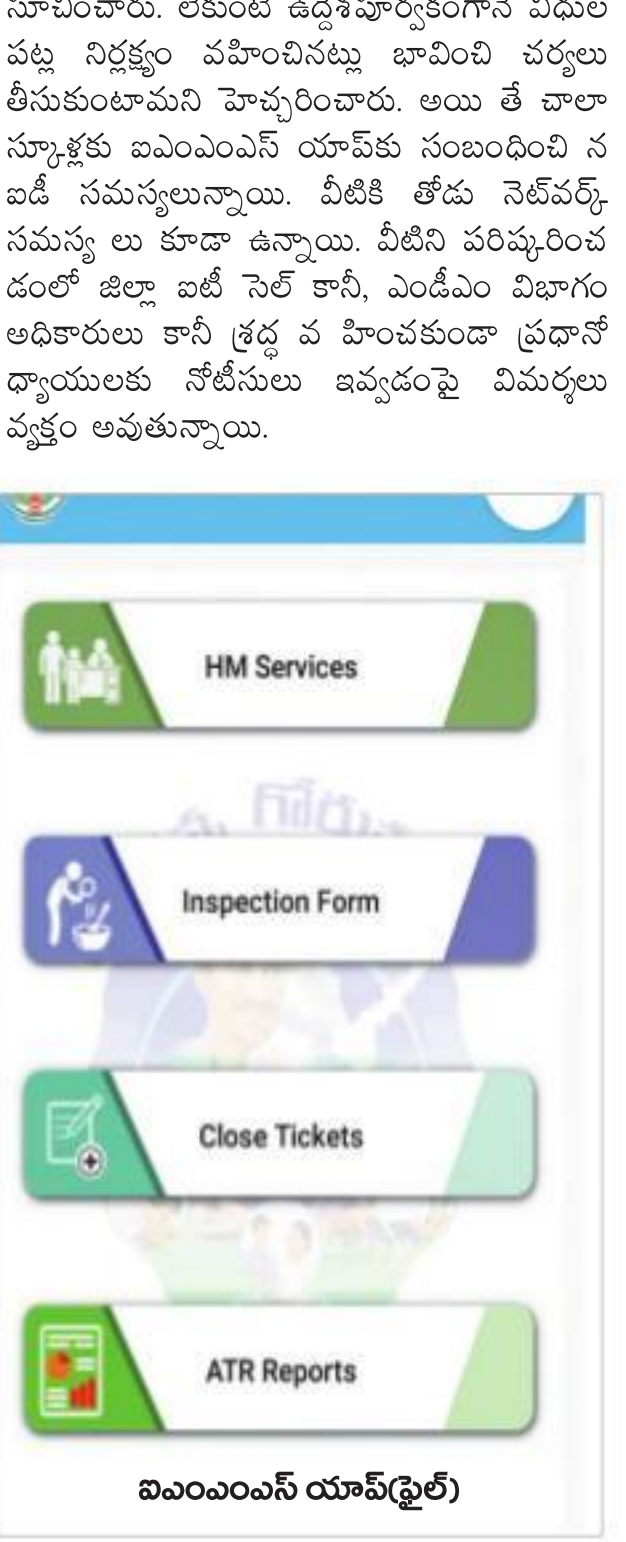 సూచించారు. లేకుంటే ఉద్దేశపూర్వకంగానే విధుల
పట్ల నిర్లక్ష్యం వహించినట్లు భావించి చర్యలు
తీసుకుంటామని హెచ్చరించారు. అయి తే చాలా
స్కూళ్లకు ఐఎంఎంఎస్ యాప్‌కు సంబంధించి న
ఐడీ సమస్యలున్నాయి. వీటికి తోడు నెట్‌వర్క్
సమస్య లు కూడా ఉన్నాయి. వీటిని పరిష్కరించ
డంలో జిల్లా ఐటీ సెల్ కానీ, ఎండీఎం విభాగం
అధికారులు కానీ శ్రద్ధ వ హించకుండా ప్రధానో
ధ్యాయులకు నోటీసులు ఇవ్వడంపై విమర్శలు
వ్యక్తం అవుతున్నాయి.
HM Services
Inspection Form
Close Tickets
ATR Reports
ఐఎంఎంఎస్ యాప్(ఫైల్)